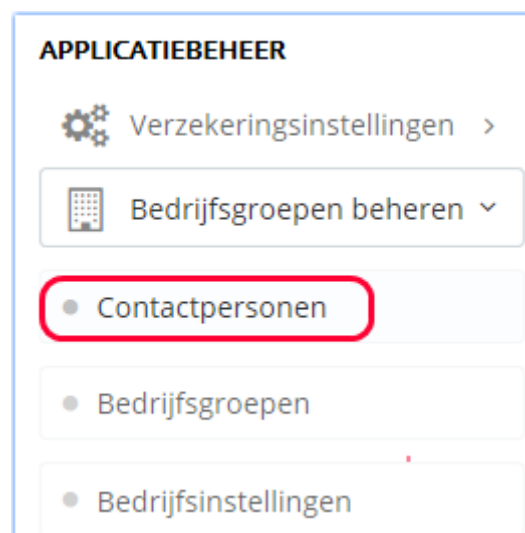 APPLICATIEBEHEER
Verzekeringsinstellingen
Bedrijfsgroepen beheren
Contactpersonen
Bedrijfsgroepen
Bedrijfsinstellingen